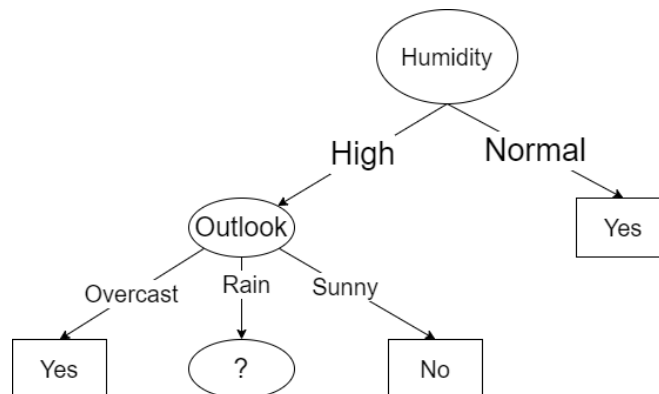 Humidity
High
Normal
Outlook
Yes
Overcast
Rain
Sunny
Yes
?
No